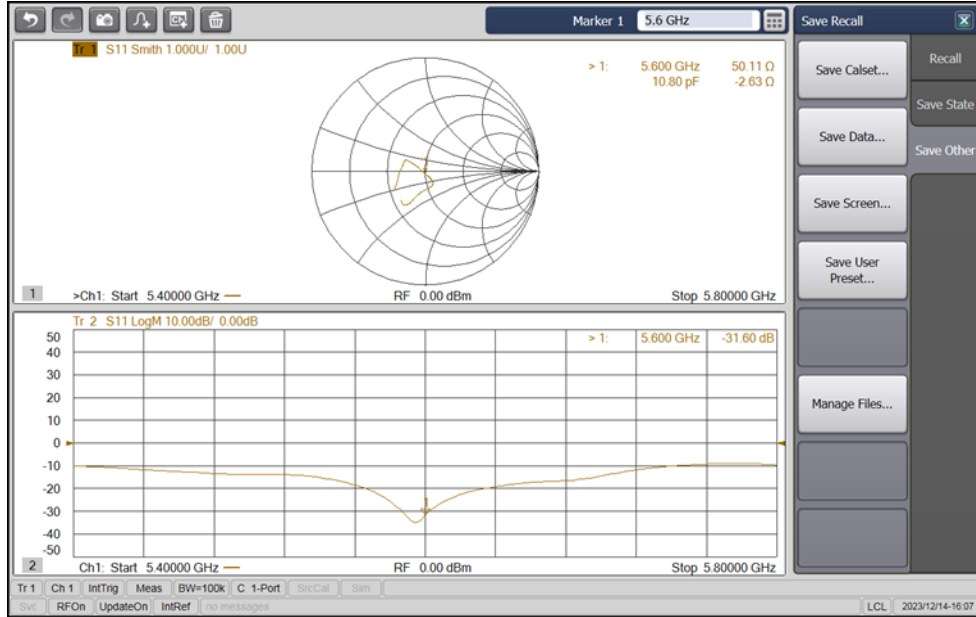 Marker 1 5.6 GHz
Save Recall
Tr 1 S11 Smith 1.000U/ 1.00U
> 1: 5.600 GHz 50.11 Ω
10.80 pF -2.63 Ω
1
>Ch1: Start 5.40000 GHz
RF 0.00 dBm
Stop 5.80000 GHz
Tr 2 S11 LogM 10.00dB/ 0.00dB
> 1: 5.600 GHz -31.60 dB
50
40
30
20
10
0
-10
-20
-30
-40
-50
1
2
Ch1: Start 5.40000 GHz
RF 0.00 dBm
Stop 5.80000 GHz
Save Calset...
Save Data...
Save Screen...
Save User
Preset...
Manage Files...
Recall
Save State
Save Other
Tr 1 Ch 1 IntTrig Meas BW=100k C 1-Port SrcCal Sim
Svc RFOn UpdateOn IntRef no messages LCL 2023/12/14-16:07